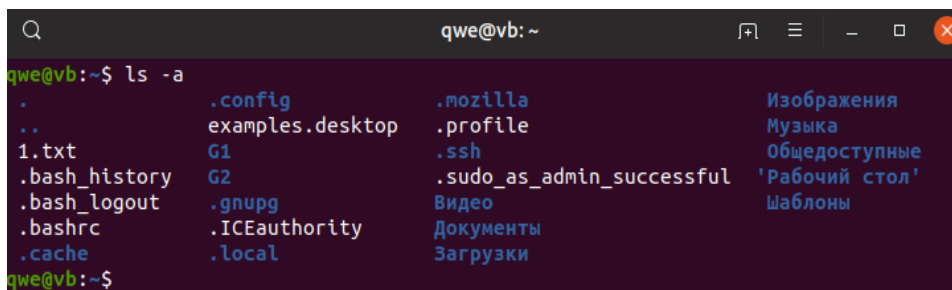 qwe@vb: ~
qwe@vb:~$ ls -a
. .config .mozilla Изображения
.. examples.desktop .profile Музыка
1.txt G1 .ssh Общедоступные
.bash_history G2 .sudo_as_admin_successful 'Рабочий стол'
.bash_logout .gnupg Видео Шаблоны
.bashrc .ICEauthority Документы
.cache .local Загрузки
qwe@vb:~$